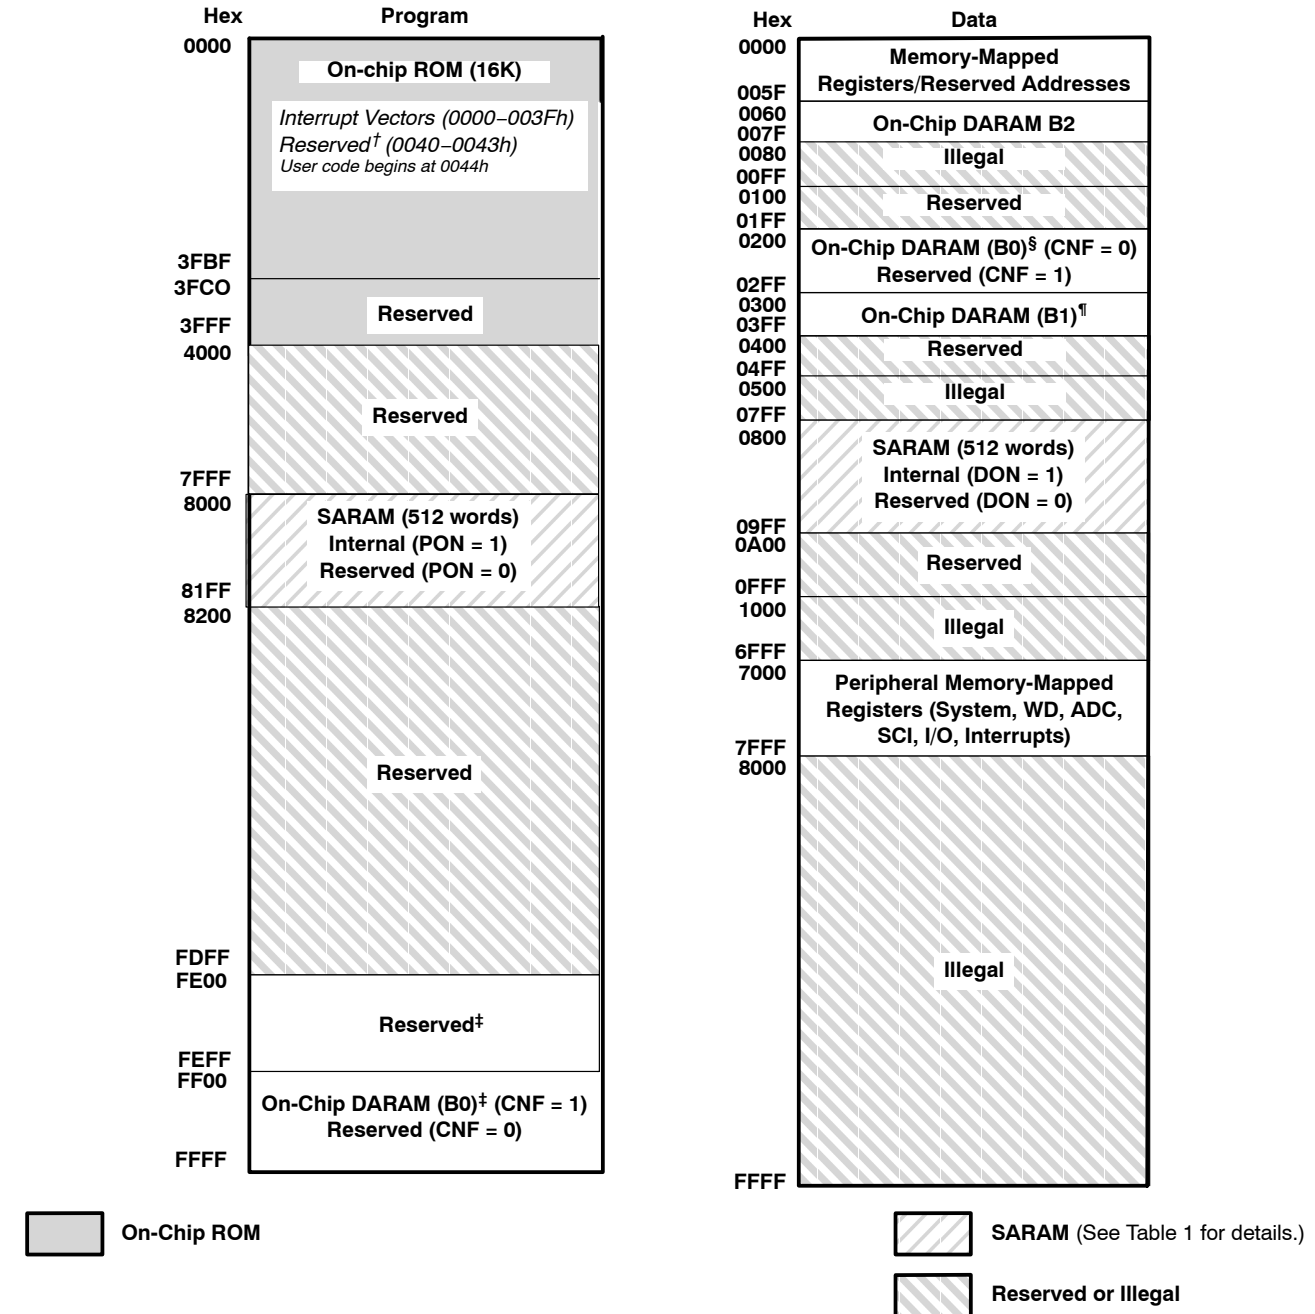 Hex
Program
0000
On-chip ROM (16K)
Interrupt Vectors (0000–003Fh)
Reserved† (0040–0043h)
User code begins at 0044h
3FBF
3FCO
Reserved
3FFF
4000
Reserved
7FFF
8000
SARAM (512 words)
Internal (PON = 1)
Reserved (PON = 0)
81FF
8200
Reserved
FDFF
FE00
Reserved‡
FEFF
FF00
On-Chip DARAM (B0)‡ (CNF = 1)
Reserved (CNF = 0)
FFFF
Hex
Data
0000
Memory-Mapped
Registers/Reserved Addresses
005F
0060
On-Chip DARAM B2
007F
0080
Illegal
00FF
0100
Reserved
01FF
0200
On-Chip DARAM (B0)§ (CNF = 0)
Reserved (CNF = 1)
02FF
0300
On-Chip DARAM (B1)¶
03FF
0400
Reserved
04FF
0500
Illegal
07FF
0800
SARAM (512 words)
Internal (DON = 1)
Reserved (DON = 0)
09FF
0A00
Reserved
0FFF
1000
Illegal
6FFF
7000
Peripheral Memory-Mapped
Registers (System, WD, ADC,
SCI, I/O, Interrupts)
7FFF
8000
Illegal
FFFF
On-Chip ROM
SARAM (See Table 1 for details.)
Reserved or Illegal